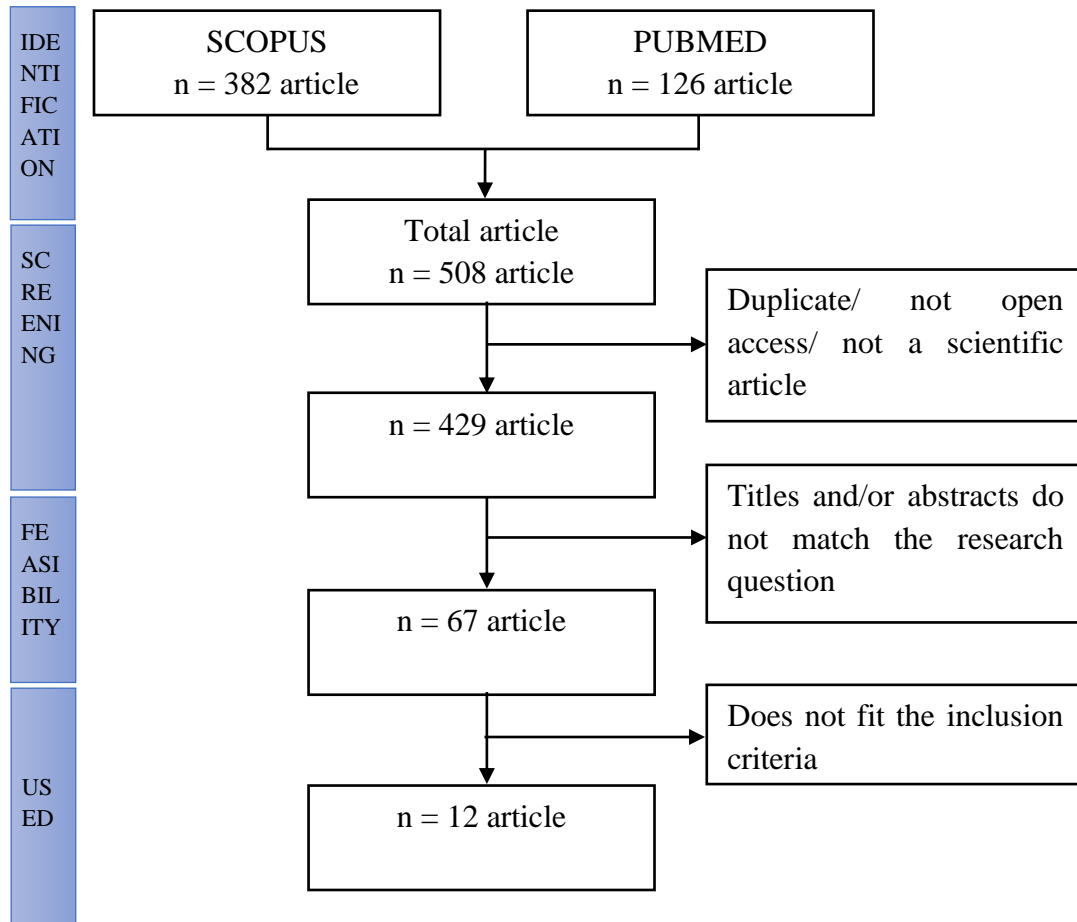 IDE
NTI
FIC
ATI
ON
SCOPUS
n = 382 article
PUBMED
n = 126 article
Total article
n = 508 article
SC
RE
ENI
NG
Duplicate/ not open
access/ not a scientific
article
n = 429 article
Titles and/or abstracts do
not match the research
question
FE
ASI
BIL
ITY
n = 67 article
Does not fit the inclusion
criteria
US
ED
n = 12 article